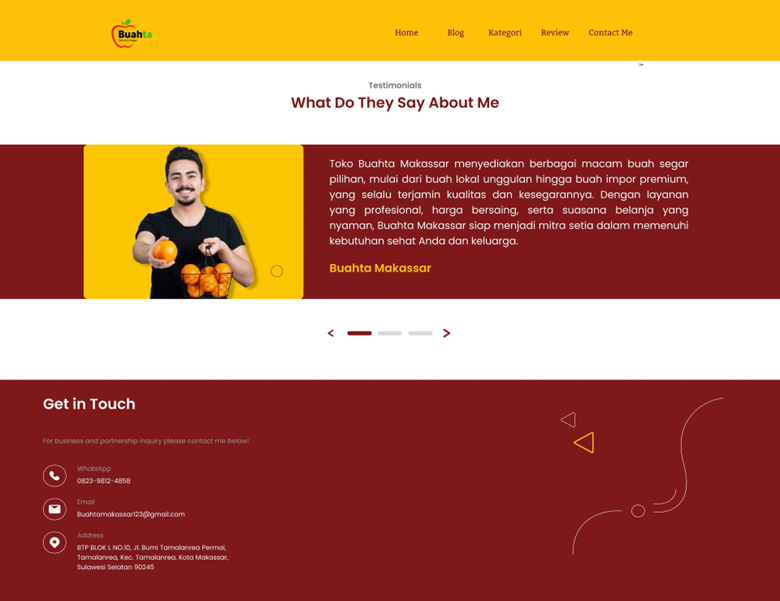 Buahta
Home Blog Kategori Review Contact Me
Testimonials
What Do They Say About Me
Toko Buahta Makassar menyediakan berbagai macam buah segar
pilihan, mulai dari buah lokal unggulan hingga buah impor premium,
yang selalu terjamin kualitas dan kesegarannya. Dengan layanan
yang profesional, harga bersaing, serta suasana belanja yang
nyaman, Buahta Makassar siap menjadi mitra setia dalam memenuhi
kebutuhan sehat Anda dan keluarga.
Buahta Makassar
Get in Touch
For business and partnership inquiry please contact me below!
WhatsApp
0823-9812-4858
Email
Buahtamakassar123@gmail.com
Address
BTP BLOK L NO.10, Jl. Bumi Tamalanrea Permai,
Tamalanrea, Kec. Tamalanrea, Kota Makassar,
Sulawesi Selatan 90245